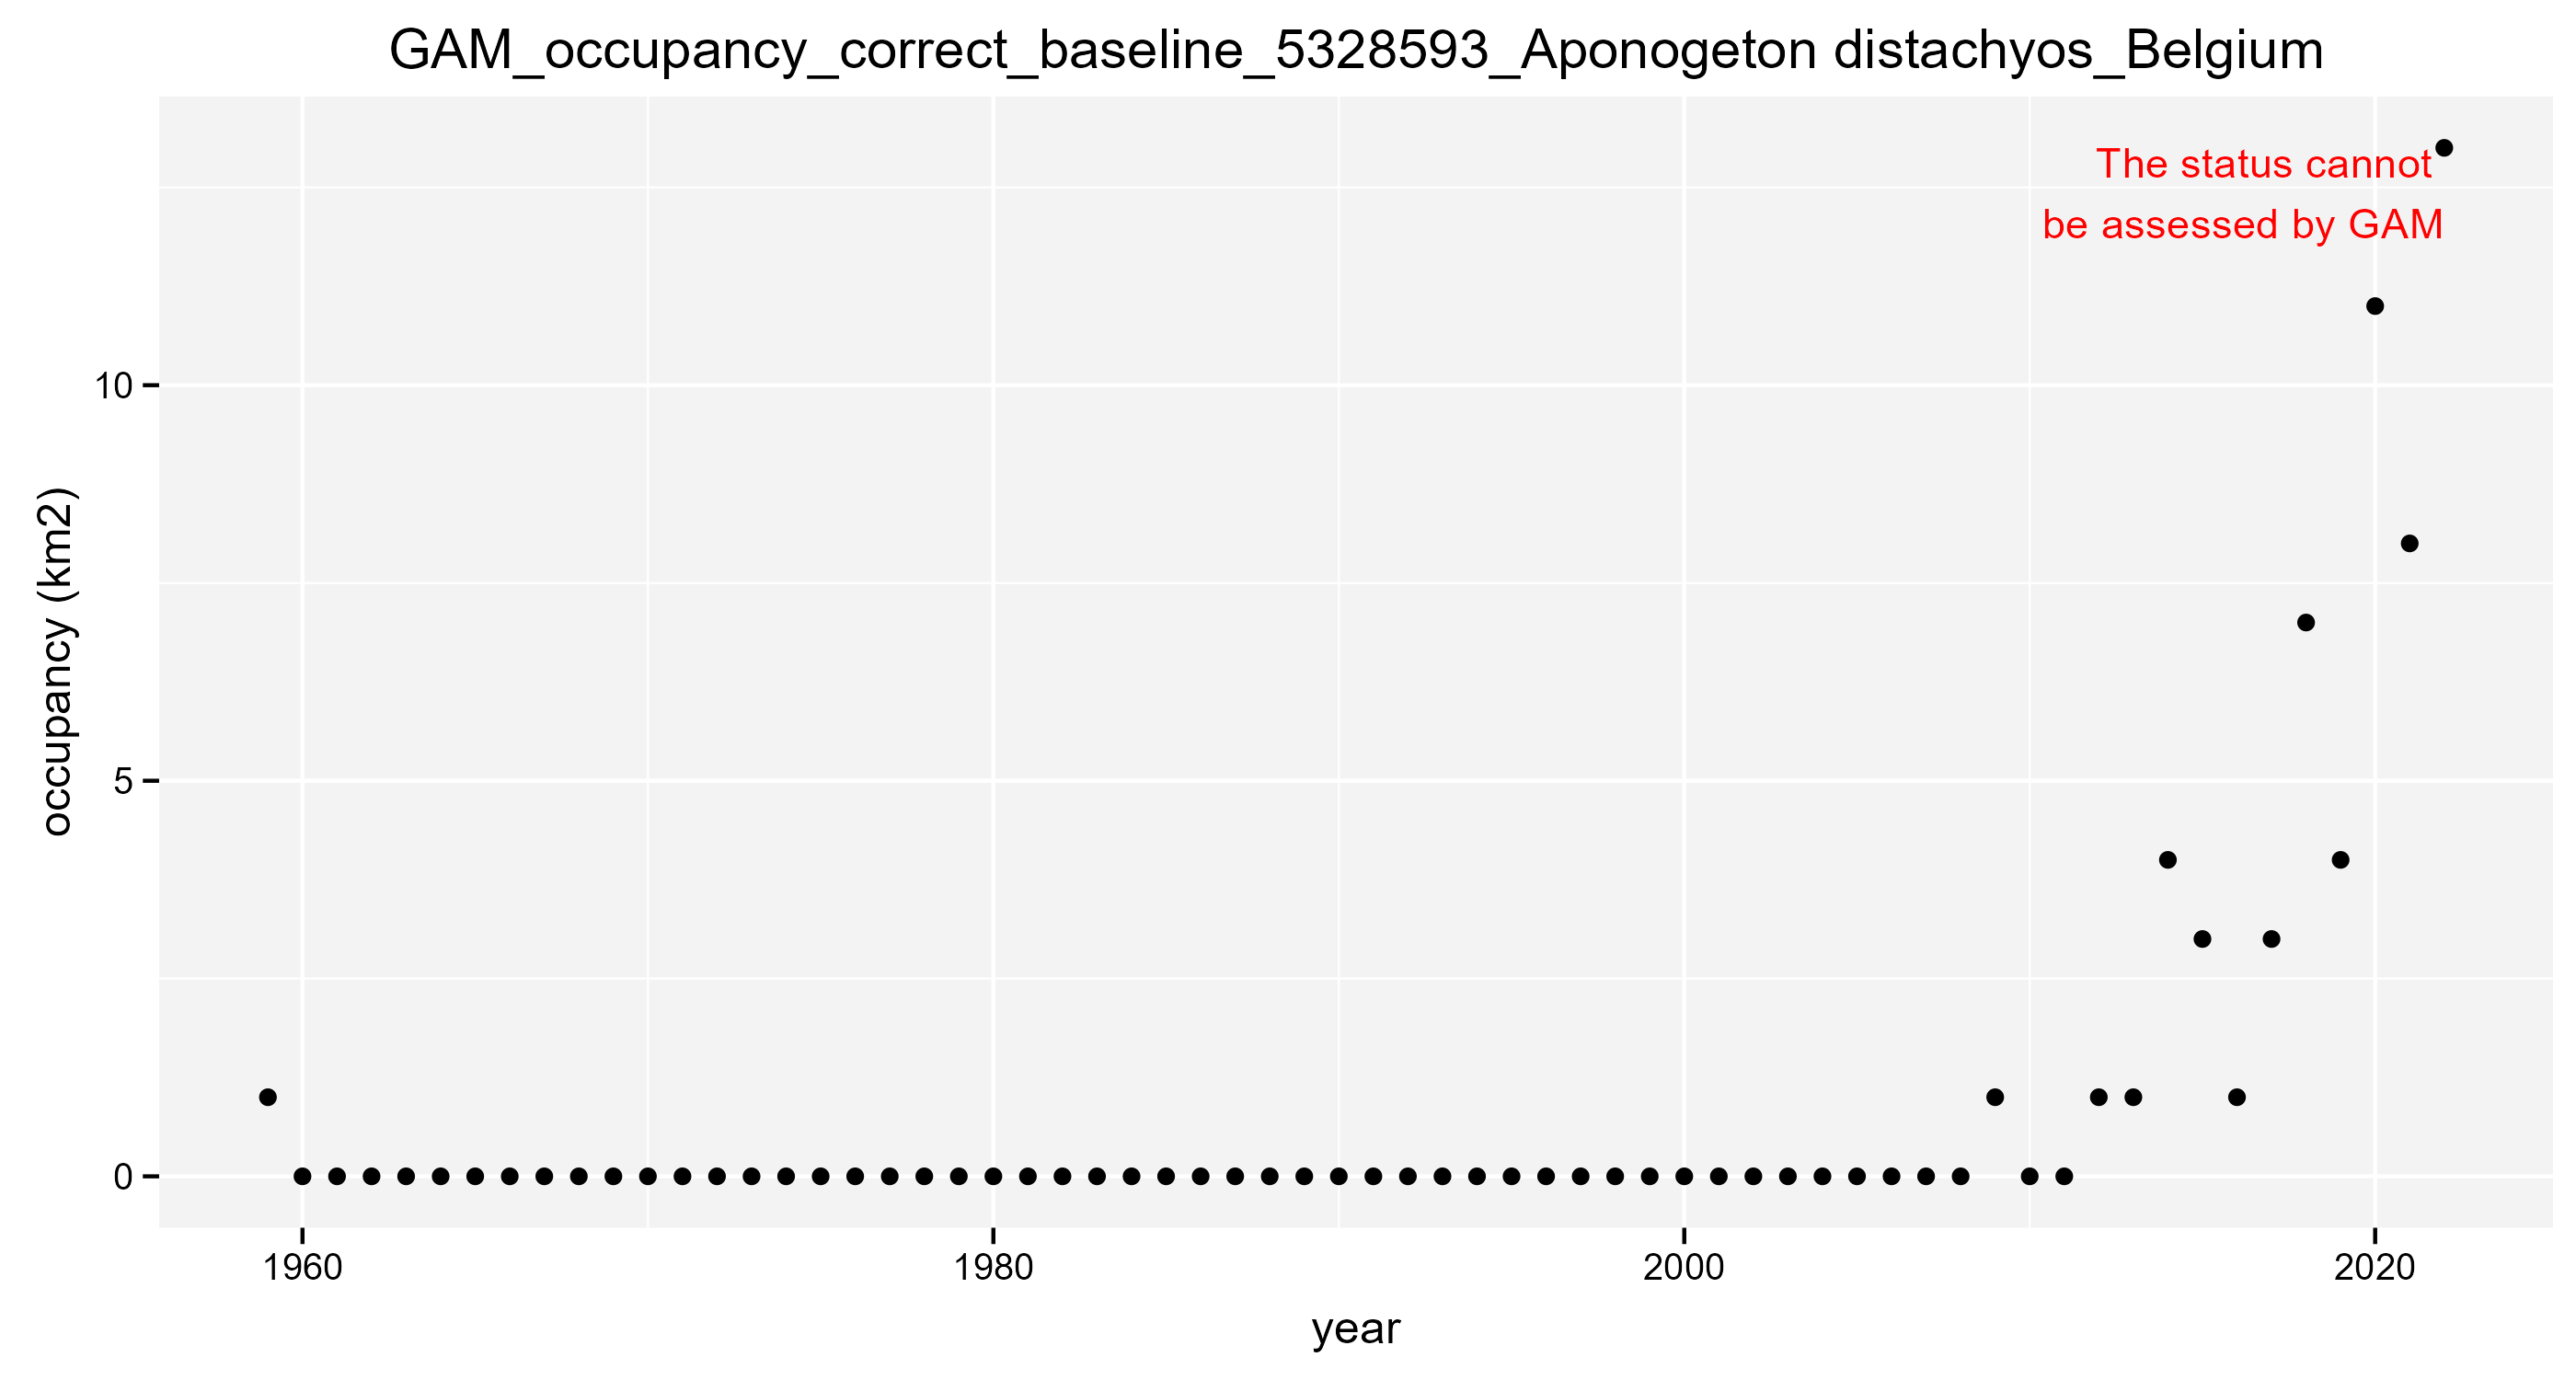 GAM_occupancy_correct_baseline_5328593_Aponogeton distachyos_Belgium
The status cannot
be assessed by GAM
occupancy (km2)
10
5
0
1960
1980
2000
2020
year